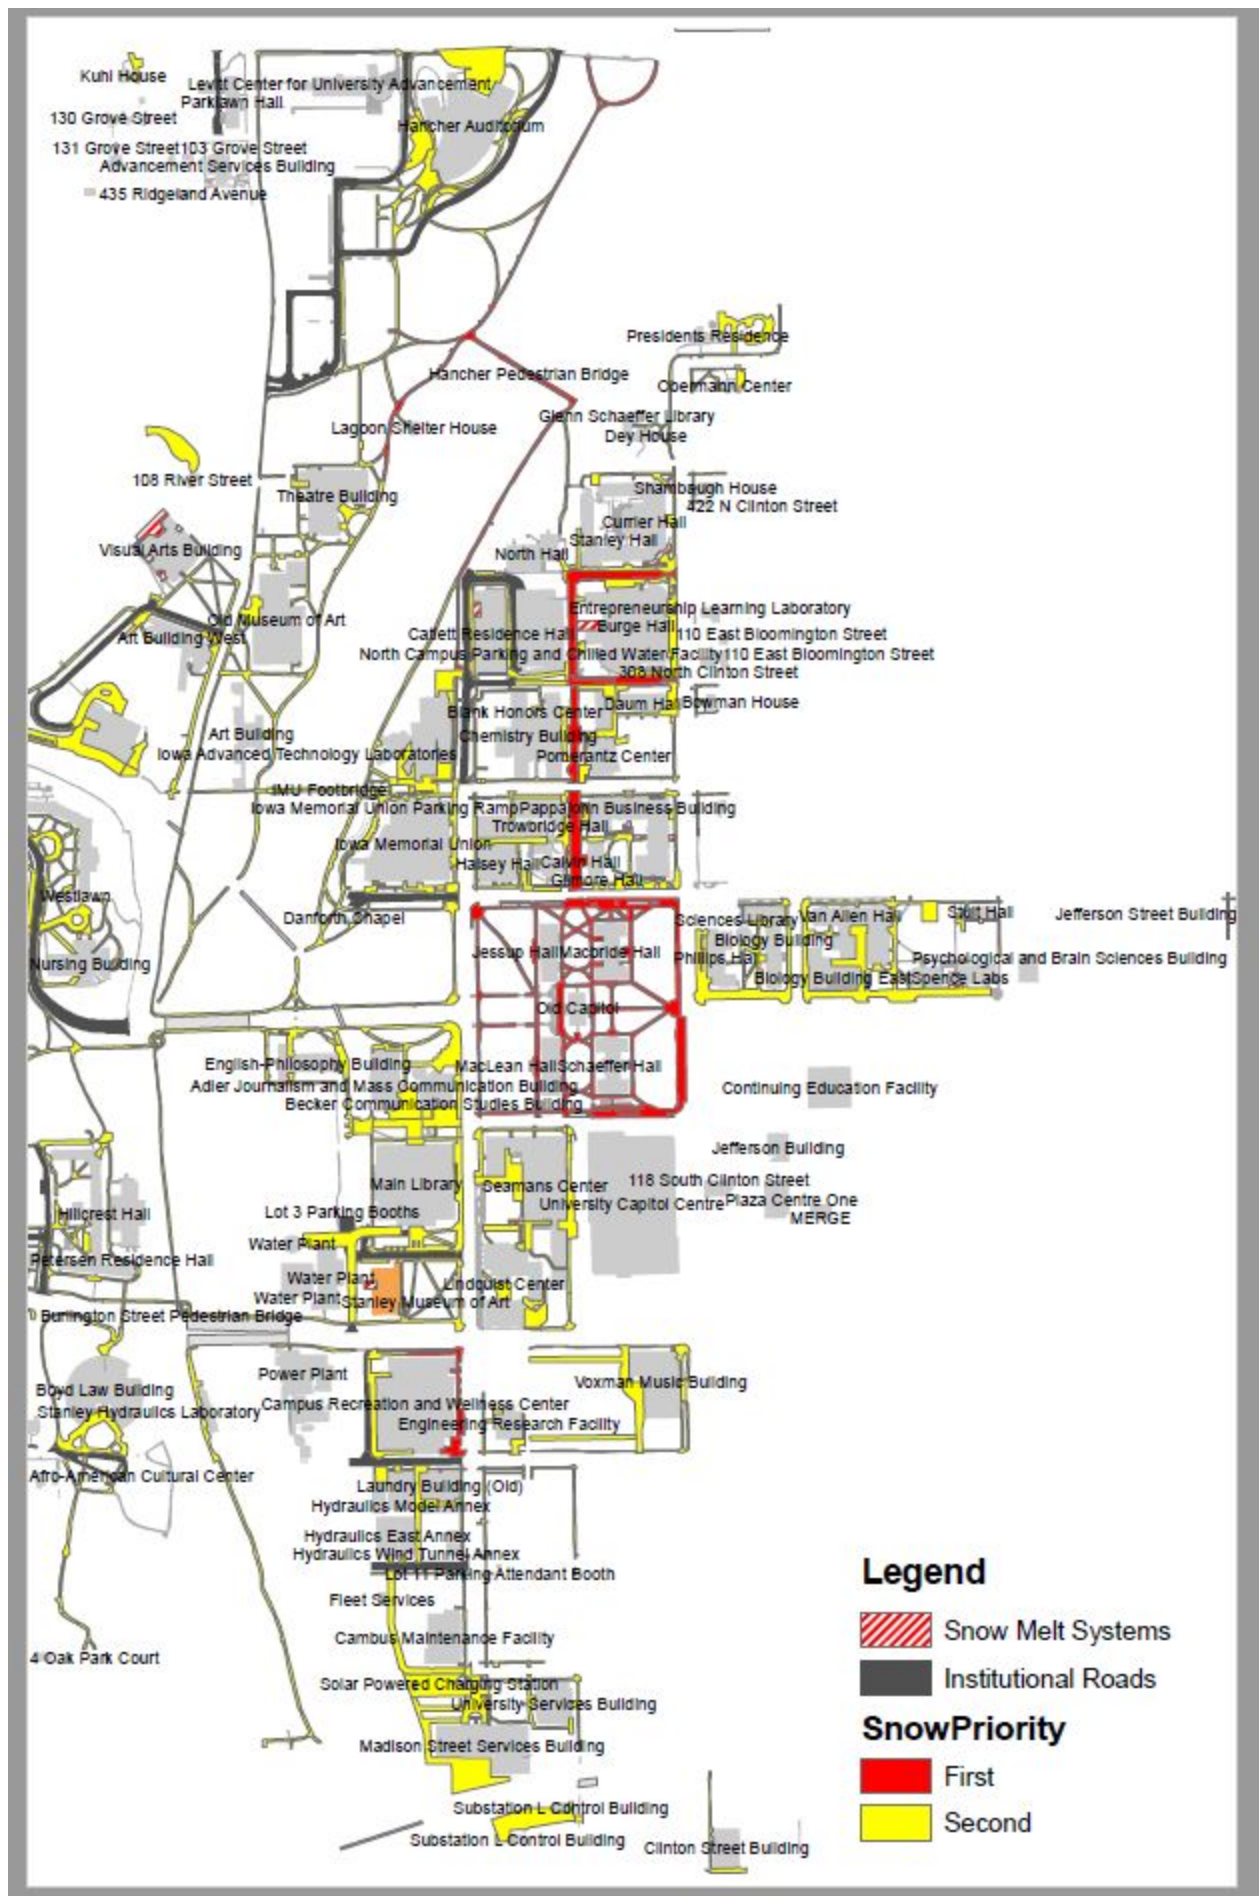 Kuhl House
Levitt Center for University Advancement
Parklawn Hall
130 Grove Street
Hancher Auditorium
131 Grove Street 103 Grove Street
Advancement Services Building
435 Ridgeland Avenue
Presidents Residence
Hancher Pedestrian Bridge
Obermann Center
Glenn Schaeffer Library
Lagoon Shelter House
Dey House
108 River Street
Shambaugh House
Theatre Building
422 N Clinton Street
Currier Hall
Stanley Hall
Visual Arts Building
North Hall
Entrepreneurship Learning Laboratory
Old Museum of Art
Burge Hall
Art Building West
Catlett Residence Hall
110 East Bloomington Street
North Campus Parking and Chilled Water Facility 110 East Bloomington Street
308 North Clinton Street
Daum Hall Bowman House
Blank Honors Center
Art Building
Chemistry Building
Iowa Advanced Technology Laboratories
Pomerantz Center
IMU Footbridge
Iowa Memorial Union Parking Ramp Pappajohn Business Building
Trowbridge Hall
Iowa Memorial Union
Halsey Hall Calvin Hall
Gilmore Hall
Westlawn
Danforth Chapel
Sciences Library Van Allen Hall
Stuit Hall
Jefferson Street Building
Biology Building
Jessup Hall Macbride Hall
Phillips Hall
Psychological and Brain Sciences Building
Nursing Building
Biology Building East Spence Labs
Old Capitol
English-Philosophy Building
MacLean Hall Schaeffer Hall
Adler Journalism and Mass Communication Building
Continuing Education Facility
Becker Communication Studies Building
Jefferson Building
Main Library
Seamans Center
118 South Clinton Street
University Capitol Centre Plaza Centre One
Hillcrest Hall
Lot 3 Parking Booths
MERGE
Water Plant
Petersen Residence Hall
Water Plant
Lindquist Center
Water Plant Stanley Museum of Art
Burlington Street Pedestrian Bridge
Power Plant
Voxman Music Building
Boyd Law Building
Campus Recreation and Wellness Center
Stanley Hydraulics Laboratory
Engineering Research Facility
Afro-American Cultural Center
Laundry Building (Old)
Hydraulics Model Annex
Hydraulics East Annex
Hydraulics Wind Tunnel Annex
Lot 11 Parking Attendant Booth
Fleet Services
Cambus Maintenance Facility
4 Oak Park Court
Solar Powered Charging Station
University Services Building
Madison Street Services Building
Substation L Control Building
Substation L Control Building
Clinton Street Building
Legend
Snow Melt Systems
Institutional Roads
SnowPriority
First
Second